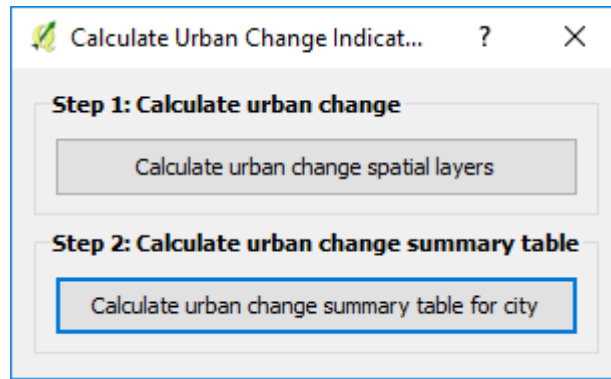 Calculate Urban Change Indicat... ?
Step 1: Calculate urban change
Calculate urban change spatial layers
Step 2: Calculate urban change summary table
Calculate urban change summary table for city